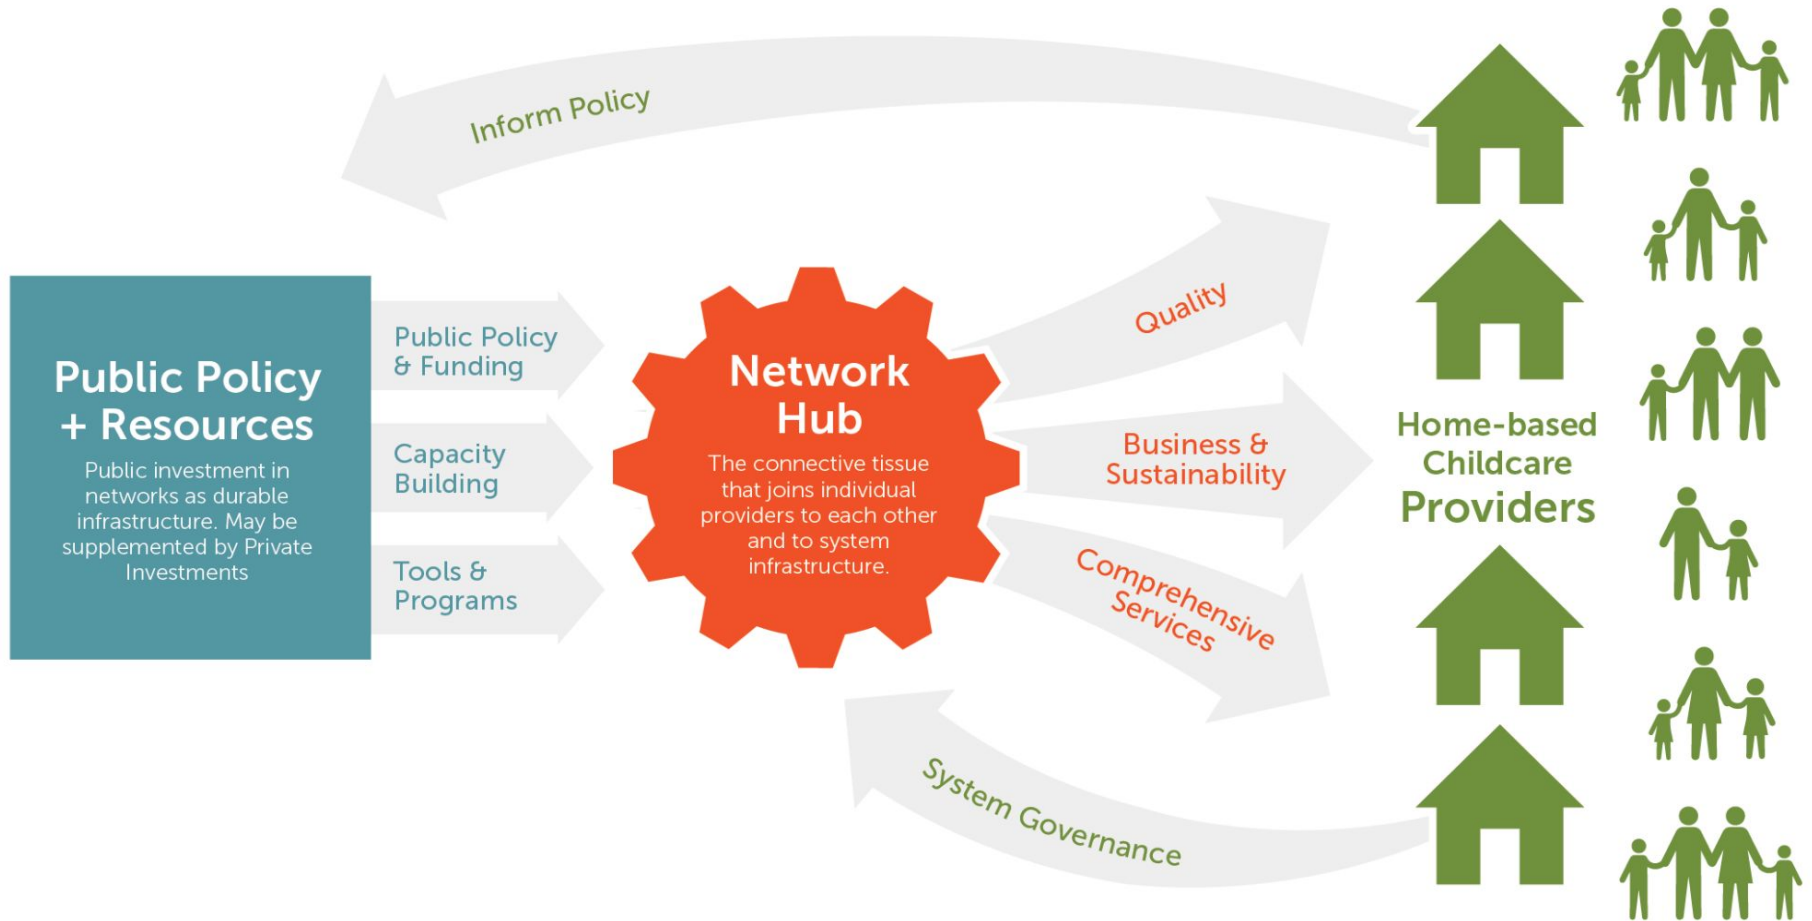 Inform Policy
Public Policy
+ Resources
Public investment in
networks as durable
infrastructure. May be
supplemented by Private
Investments
Public Policy
& Funding
Capacity
Building
Tools &
Programs
Network
Hub
The connective tissue
that joins individual
providers to each other
and to system
infrastructure.
Quality
Business &
Sustainability
Comprehensive
Services
System Governance
Home-based
Childcare
Providers